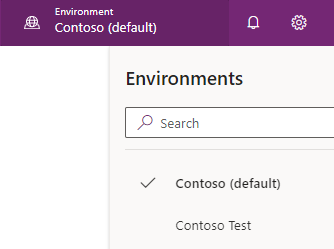 Environment
Contoso (default)
Environments
Search
Contoso (default)
Contoso Test